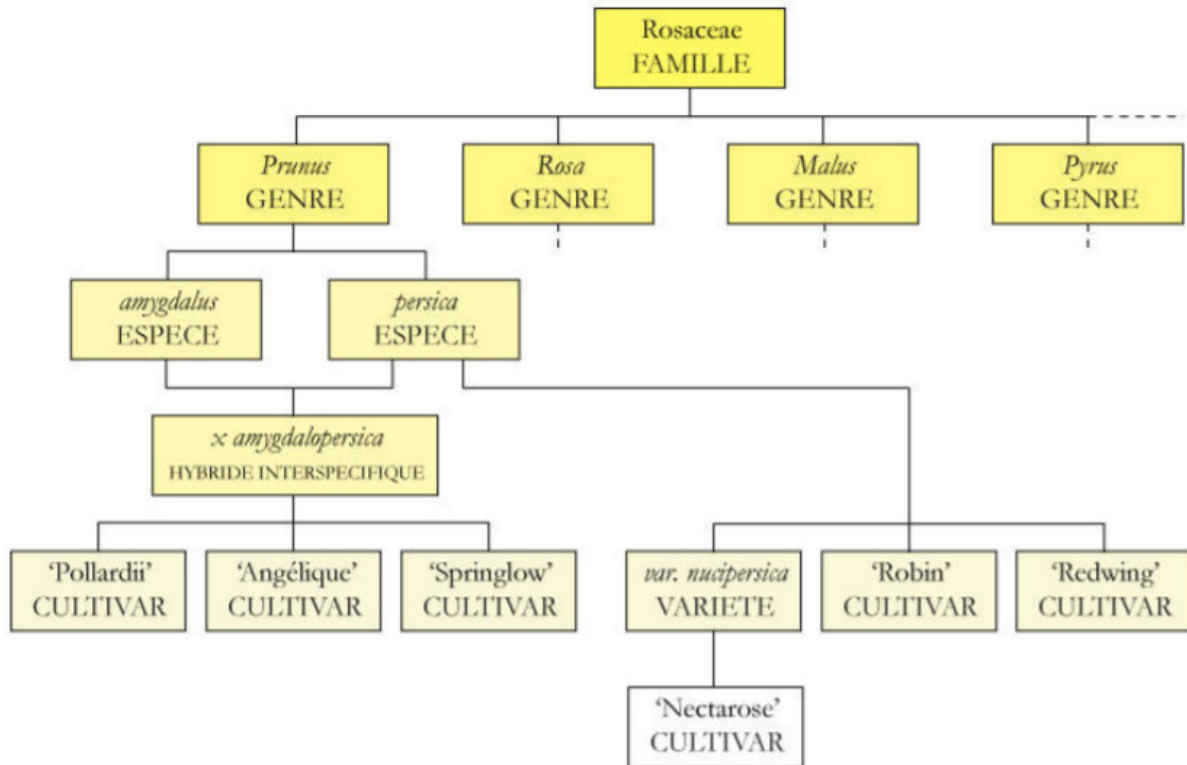 Rosaceae
FAMILLE
Prunus
GENRE
Rosa
GENRE
Malus
GENRE
Pyrus
GENRE
amygdalus
ESPECE
persica
ESPECE
x amygdalopersica
HYBRIDE INTERSPECIFIQUE
‘Pollardii’
CULTIVAR
‘Angélique’
CULTIVAR
‘Springlow’
CULTIVAR
var. nucipersica
VARIETE
‘Robin’
CULTIVAR
‘Redwing’
CULTIVAR
‘Nectarose’
CULTIVAR